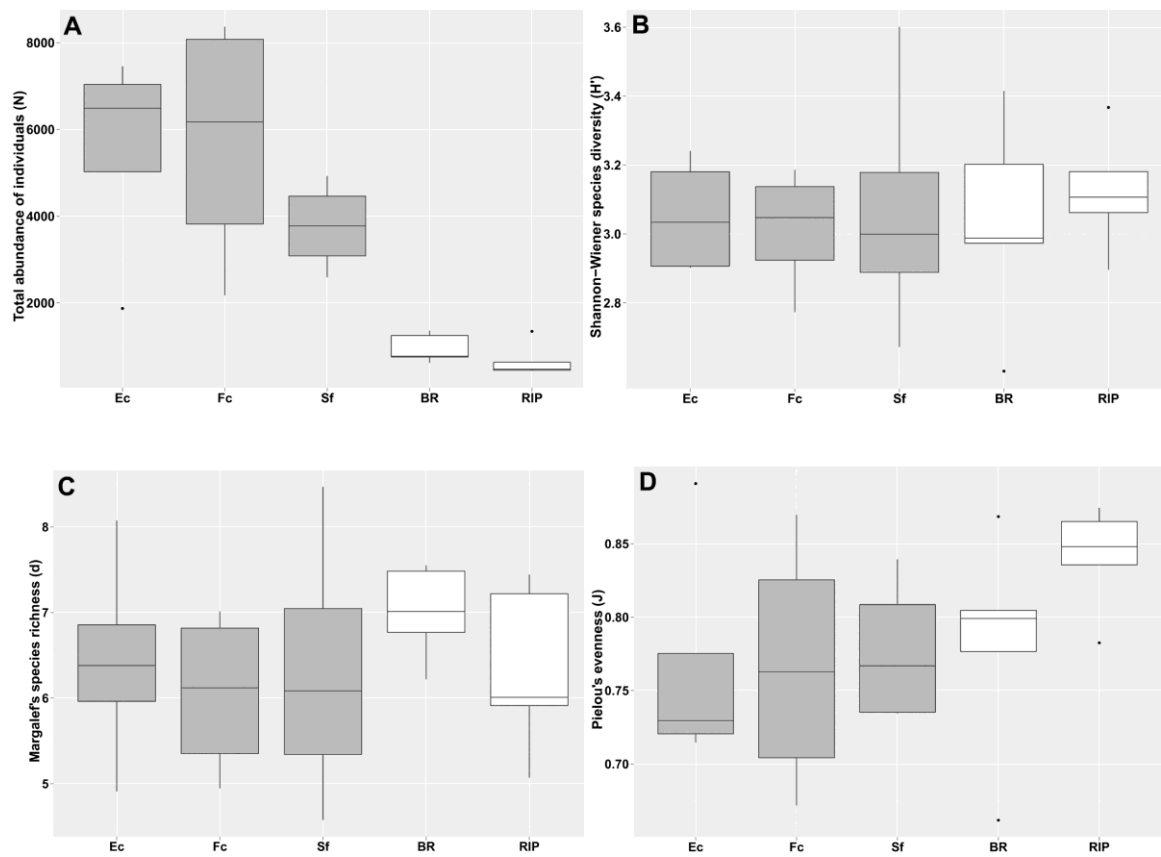 A
Total abundance of individuals (N)
8000
6000
4000
2000
Ec Fc Sf BR RIP
B
Shannon−Wiener species diversity (H')
3.6
3.4
3.2
3.0
2.8
Ec Fc Sf BR RIP
C
Margalef's species richness (d)
8
7
6
5
Ec Fc Sf BR RIP
D
Pielou's evenness (J)
0.85
0.80
0.75
0.70
Ec Fc Sf BR RIP